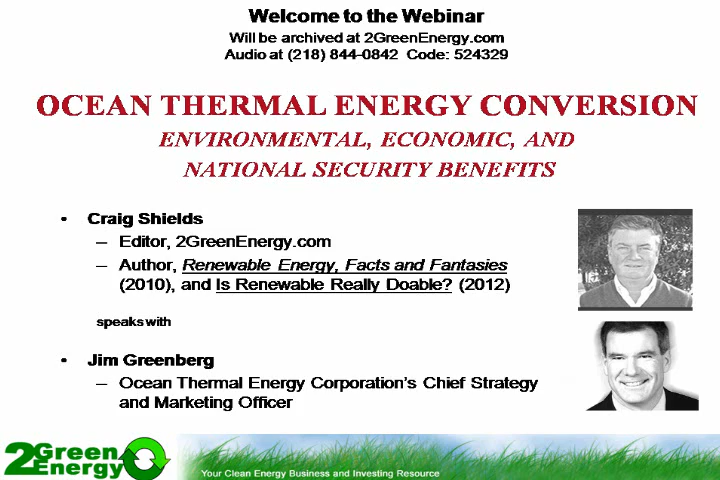 Welcome to the Webinar
Will be archived at 2GreenEnergy.com
Audio at (218) 844-0842 Code: 524329
OCEAN THERMAL ENERGY CONVERSION
ENVIRONMENTAL, ECONOMIC, AND
NATIONAL SECURITY BENEFITS
• Craig Shields
– Editor, 2GreenEnergy.com
– Author, Renewable Energy, Facts and Fantasies
(2010), and Is Renewable Really Doable? (2012)
speaks with
• Jim Greenberg
– Ocean Thermal Energy Corporation's Chief Strategy
and Marketing Officer
2Green
Energy
Your Clean Energy Business and Investing Resource